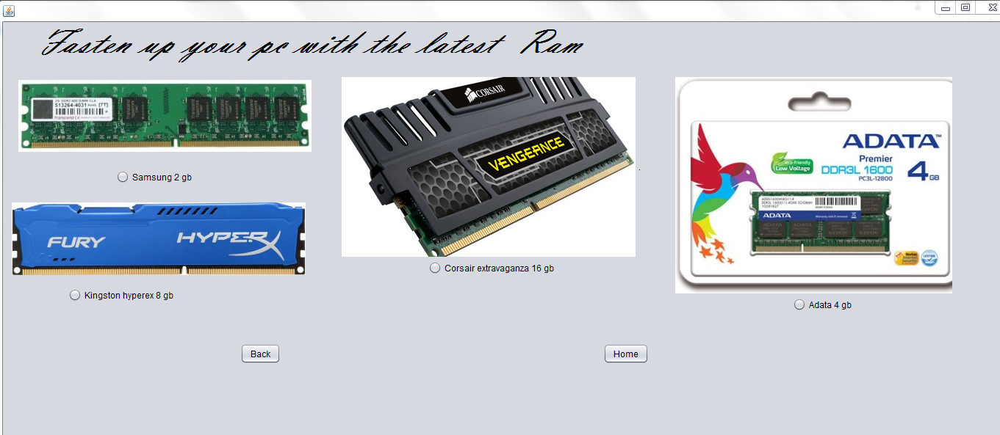 Fasten up your pc with the latest Ram
2G DDR2 800 DIMM CL5
513264-4031 RoHS [7T]
Transcend
Samsung 2 gb
FURY HYPERX
Kingston hyperex 8 gb
CORSAIR
VENGEANCE
Corsair extravaganza 16 gb
ADATA™
Premier
eco-friendly
Low Voltage
DDR3L 1600
PC3L-12800
4GB
ADATA
Adata 4 gb
Back
Home